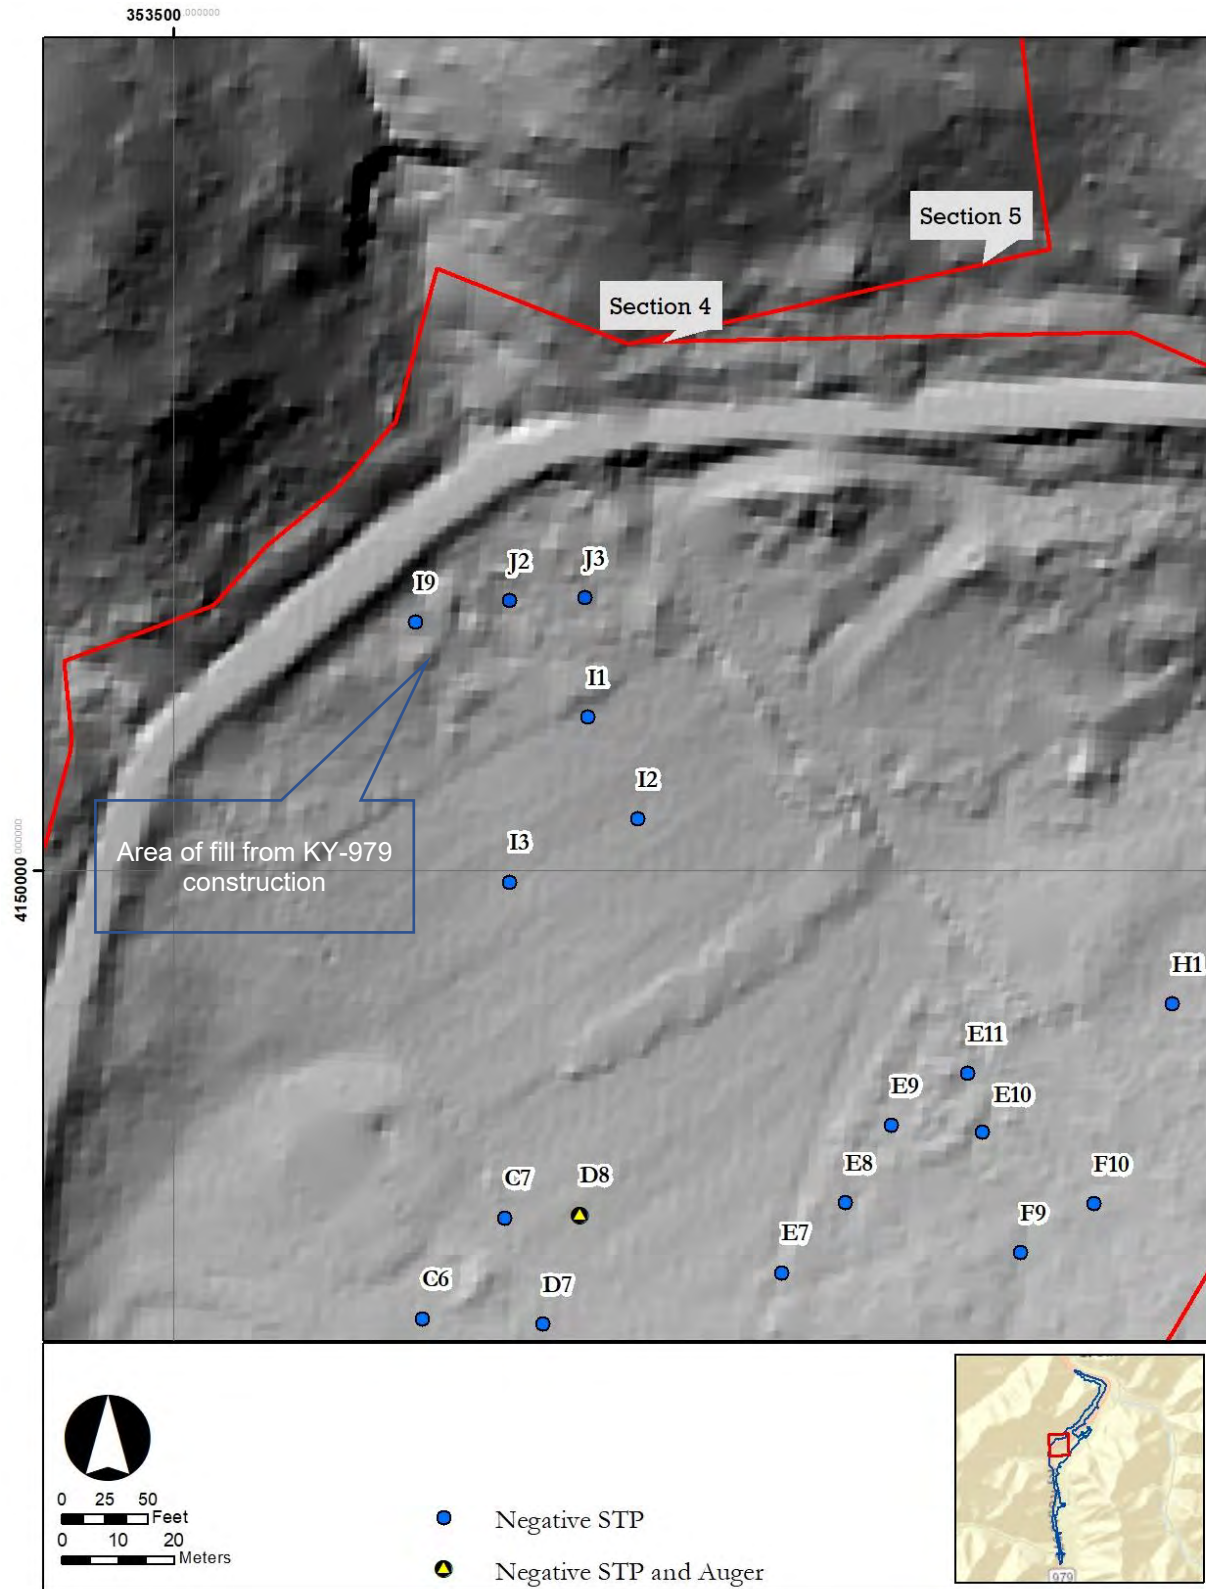 353500.000000
Section 5
Section 4
J2
J3
I9
I1
I2
Area of fill from KY-979
construction
I3
4150000.000000
H1
E11
E9
E10
E8
F10
C7
D8
F9
E7
C6
D7
0 25 50
Feet
0 10 20
Meters
Negative STP
Negative STP and Auger
979